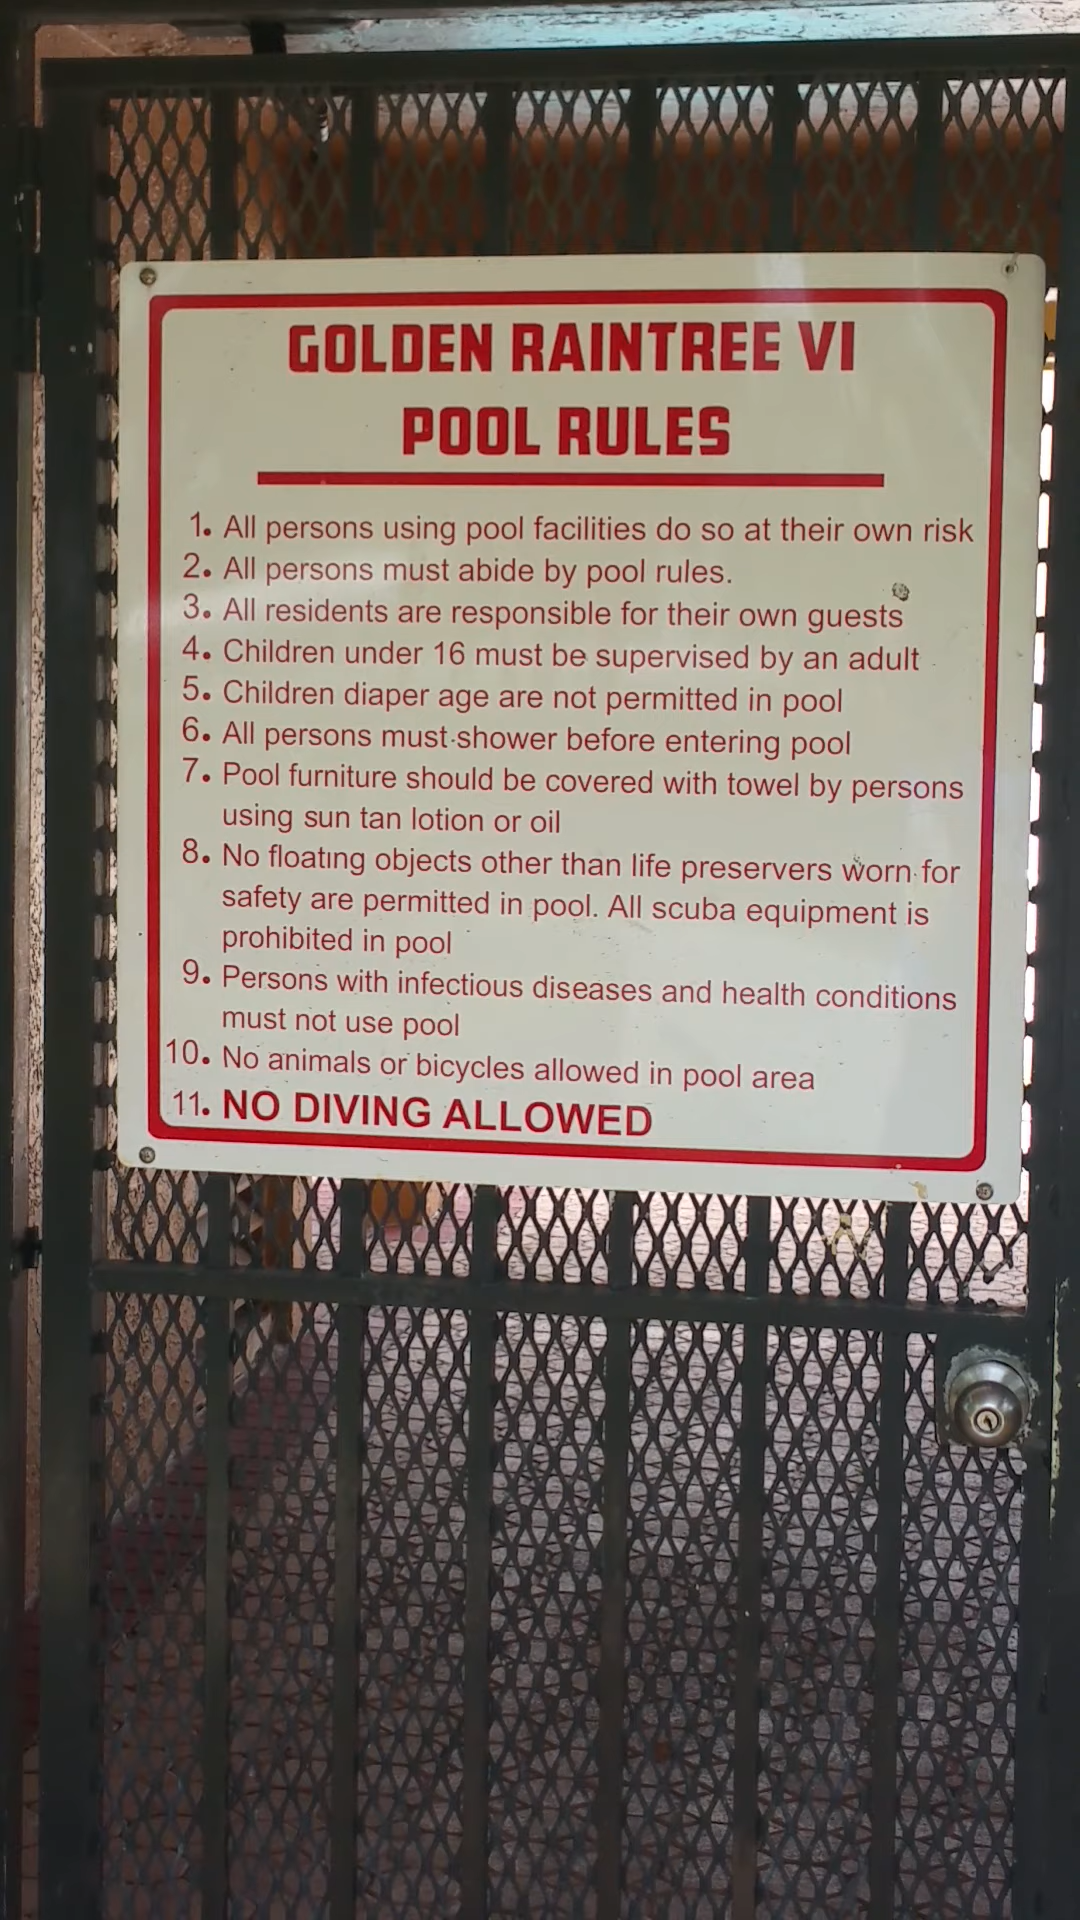 GOLDEN RAINTREE VI
POOL RULES
1. All persons using pool facilities do so at their own risk
2. All persons must abide by pool rules.
3. All residents are responsible for their own guests
4. Children under 16 must be supervised by an adult
5. Children diaper age are not permitted in pool
6. All persons must shower before entering pool
7. Pool furniture should be covered with towel by persons
using sun tan lotion or oil
8. No floating objects other than life preservers worn for
safety are permitted in pool. All scuba equipment is
prohibited in pool
9. Persons with infectious diseases and health conditions
must not use pool
10. No animals or bicycles allowed in pool area
11. NO DIVING ALLOWED